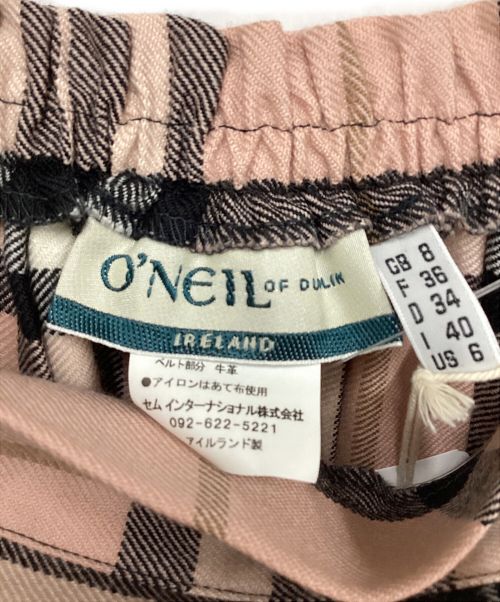 O'NEIL OF DUBLIN
IRELAND
GB 8
F 36
D 34
I 40
US 6
ベルト部分 牛革
●アイロンはあて布使用
セム インターナショナル株式会社
092-622-5221
アイルランド製